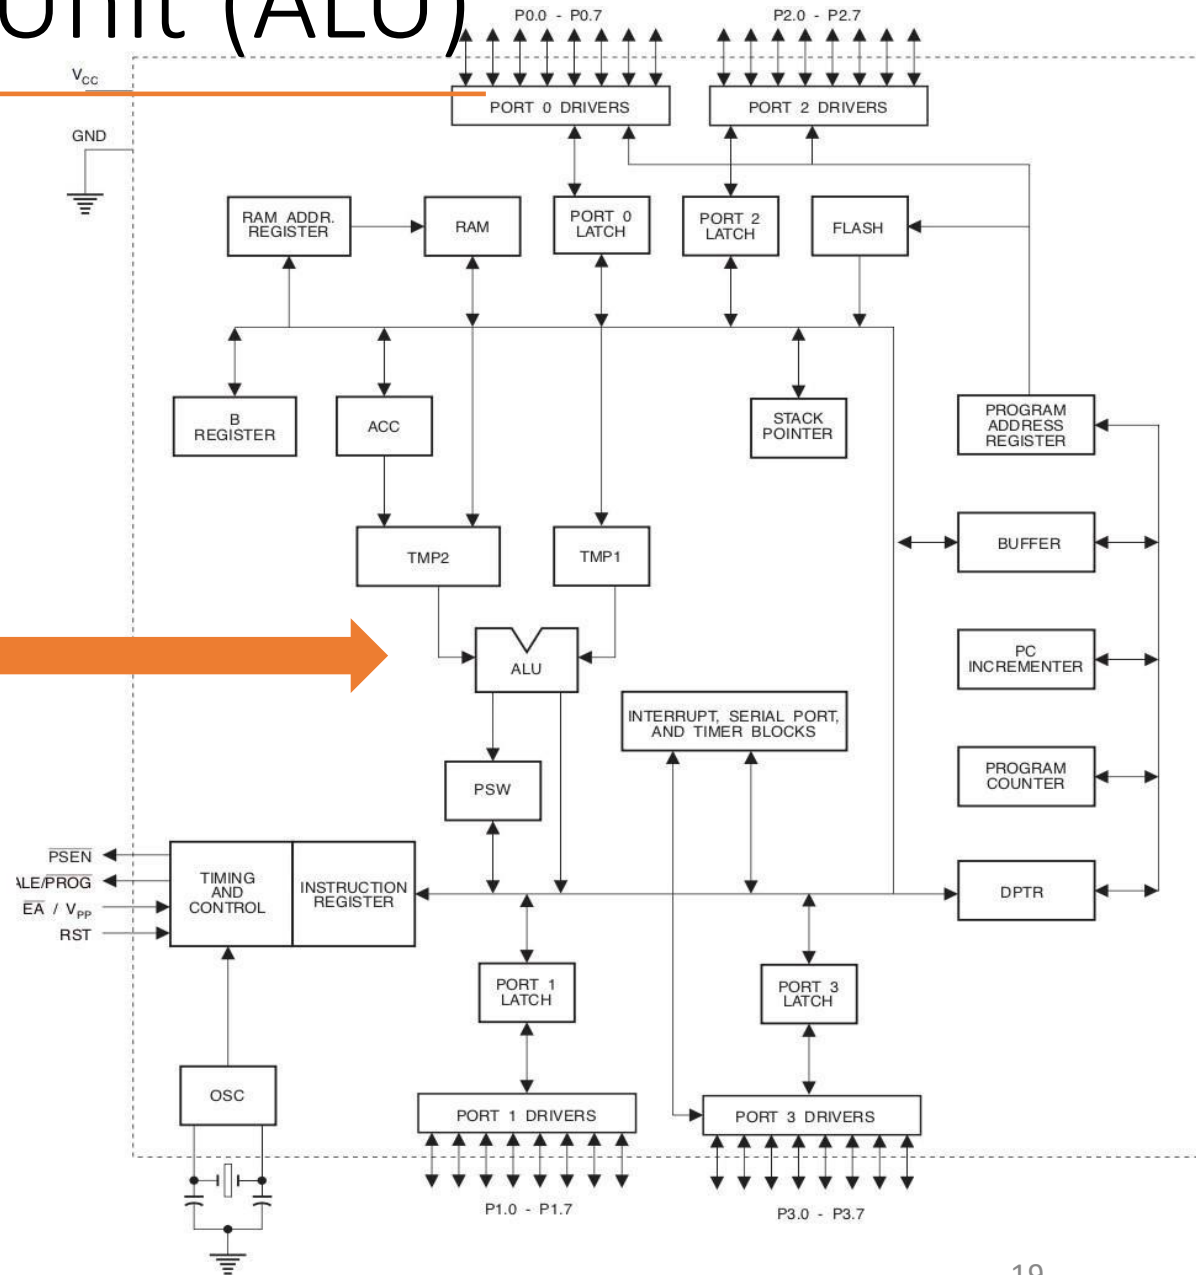 Unit (ALU)
P0.0 - P0.7
P2.0 - P2.7
VCC
PORT 0 DRIVERS
PORT 2 DRIVERS
GND
RAM ADDR.
REGISTER
RAM
PORT 0
LATCH
PORT 2
LATCH
FLASH
B
REGISTER
ACC
STACK
POINTER
PROGRAM
ADDRESS
REGISTER
TMP2
TMP1
BUFFER
ALU
PC
INCREMENTER
INTERRUPT, SERIAL PORT,
AND TIMER BLOCKS
PSW
PROGRAM
COUNTER
PSEN
ALE/PROG
EA / VPP
RST
TIMING
AND
CONTROL
INSTRUCTION
REGISTER
DPTR
PORT 1
LATCH
PORT 3
LATCH
OSC
PORT 1 DRIVERS
PORT 3 DRIVERS
P1.0 - P1.7
P3.0 - P3.7
19